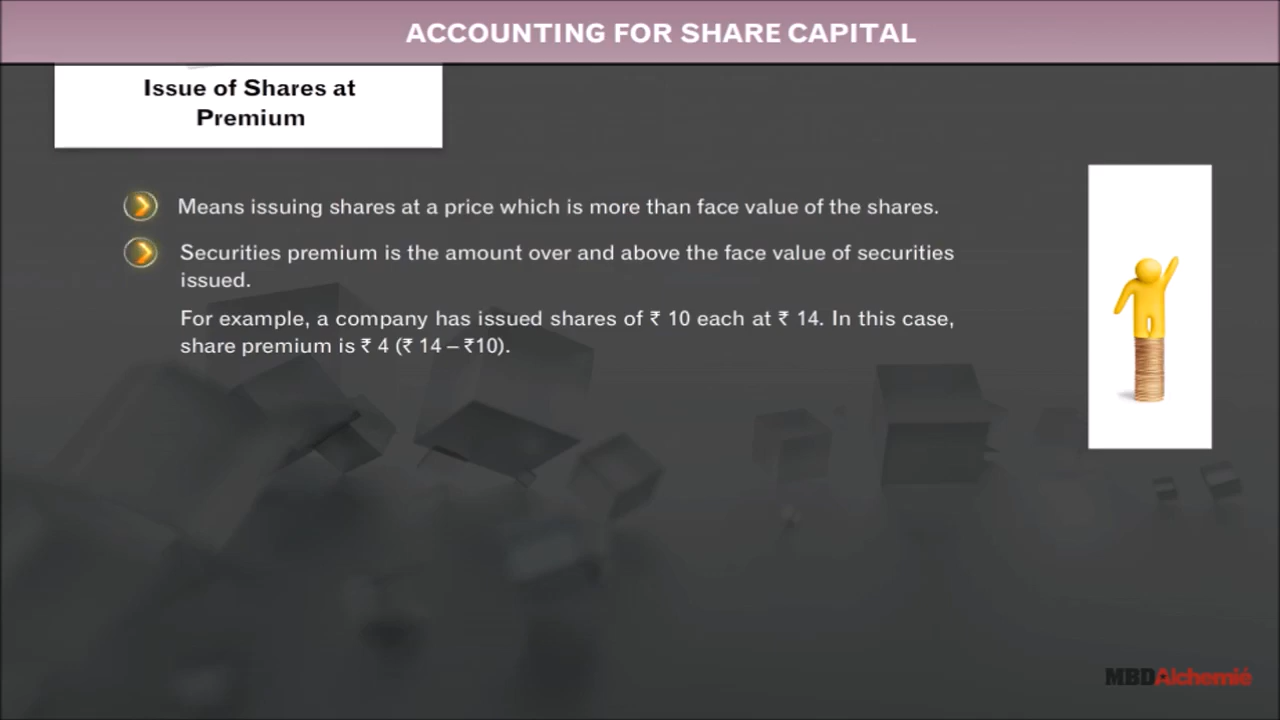 ACCOUNTING FOR SHARE CAPITAL
Issue of Shares at
Premium
Means issuing shares at a price which is more than face value of the shares.
Securities premium is the amount over and above the face value of securities
issued.
For example, a company has issued shares of ₹ 10 each at ₹ 14. In this case,
share premium is ₹ 4 (₹ 14 – ₹10).
MBDAlchemié